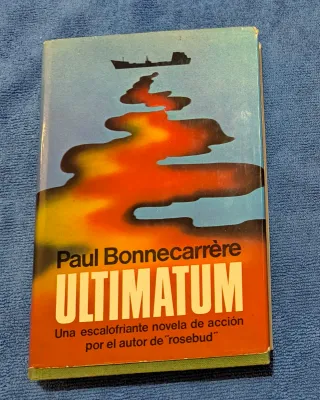 Paul Bonnecarrère
ULTIMATUM
Una escalofriante novela de acción
por el autor de ¨rosebud¨